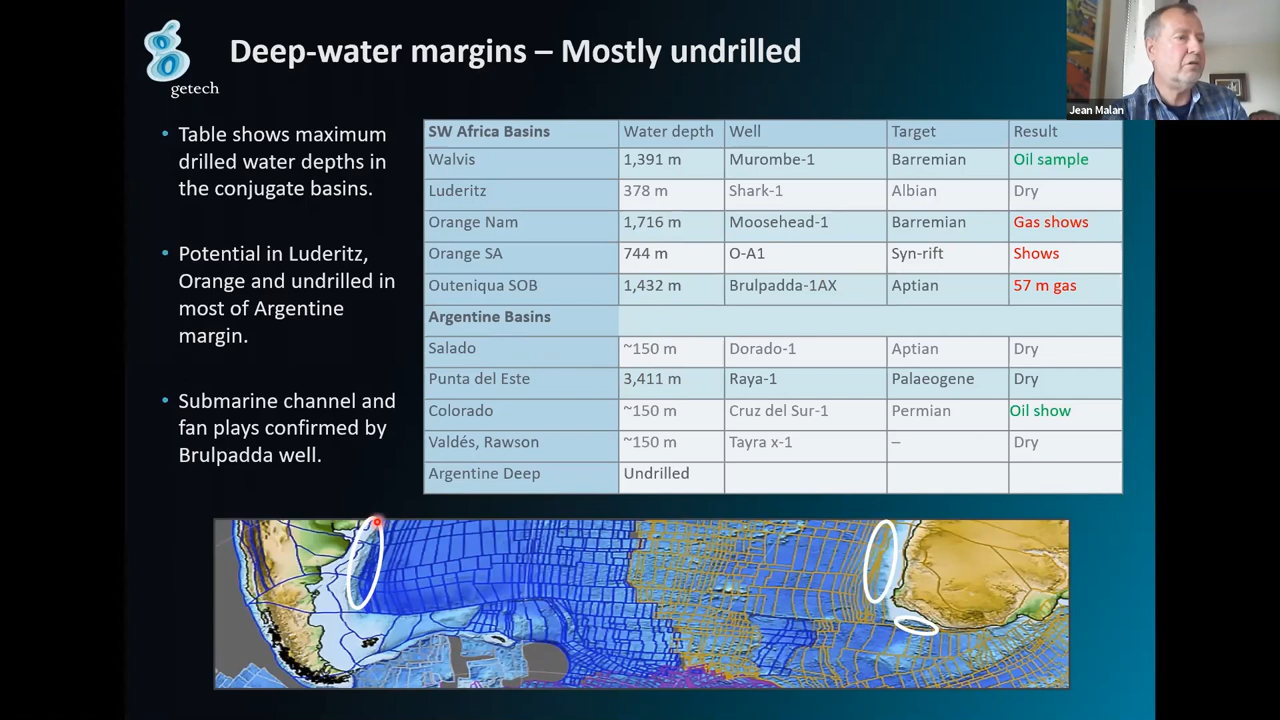 getech
Deep-water margins – Mostly undrilled
Jean Malan
• Table shows maximum
drilled water depths in
the conjugate basins.
• Potential in Luderitz,
Orange and undrilled in
most of Argentine
margin.
• Submarine channel and
fan plays confirmed by
Brulpadda well.
SW Africa Basins Water depth Well Target Result
Walvis 1,391 m Murombe-1 Barremian Oil sample
Luderitz 378 m Shark-1 Albian Dry
Orange Nam 1,716 m Moosehead-1 Barremian Gas shows
Orange SA 744 m O-A1 Syn-rift Shows
Outeniqua SOB 1,432 m Brulpadda-1AX Aptian 57 m gas
Argentine Basins
Salado ~150 m Dorado-1 Aptian Dry
Punta del Este 3,411 m Raya-1 Palaeogene Dry
Colorado ~150 m Cruz del Sur-1 Permian Oil show
Valdés, Rawson ~150 m Tayra x-1 – Dry
Argentine Deep Undrilled